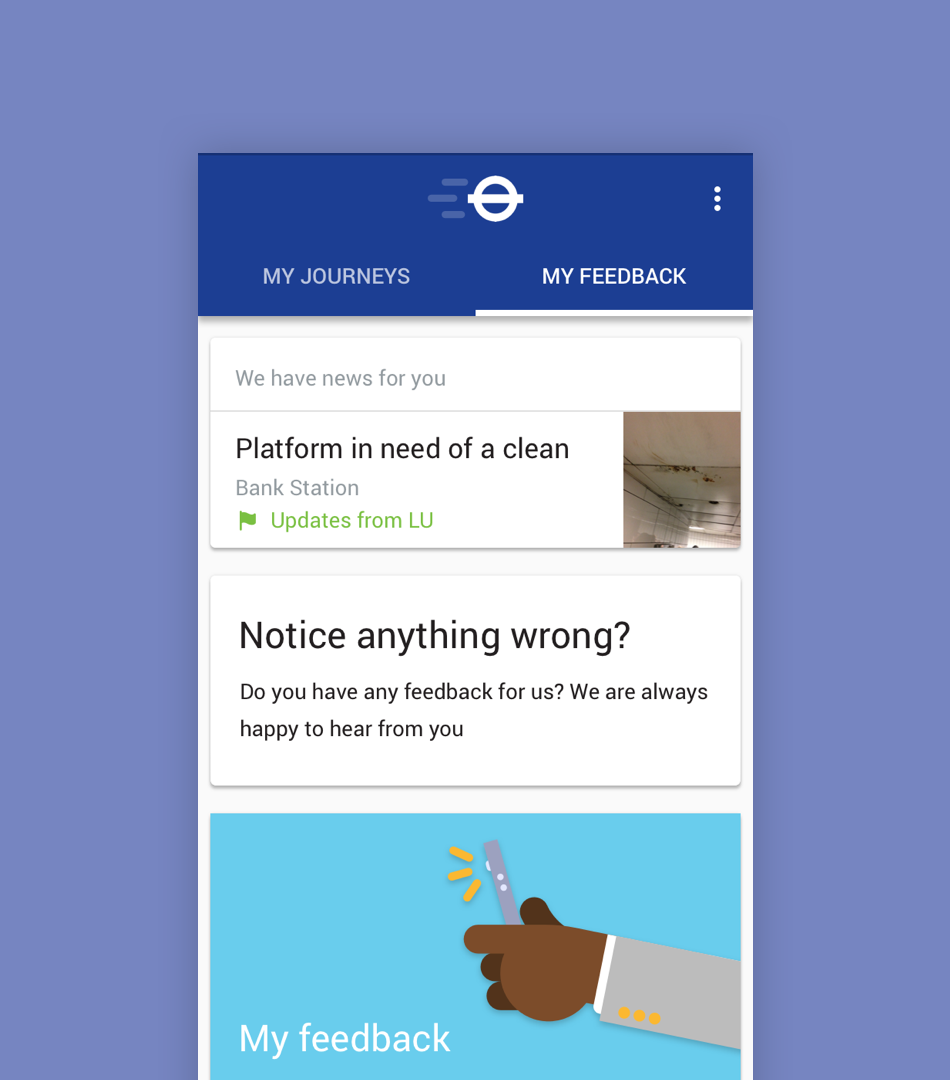 MY JOURNEYS
MY FEEDBACK
We have news for you
Platform in need of a clean
Bank Station
Updates from LU
Notice anything wrong?
Do you have any feedback for us? We are always
happy to hear from you
My feedback